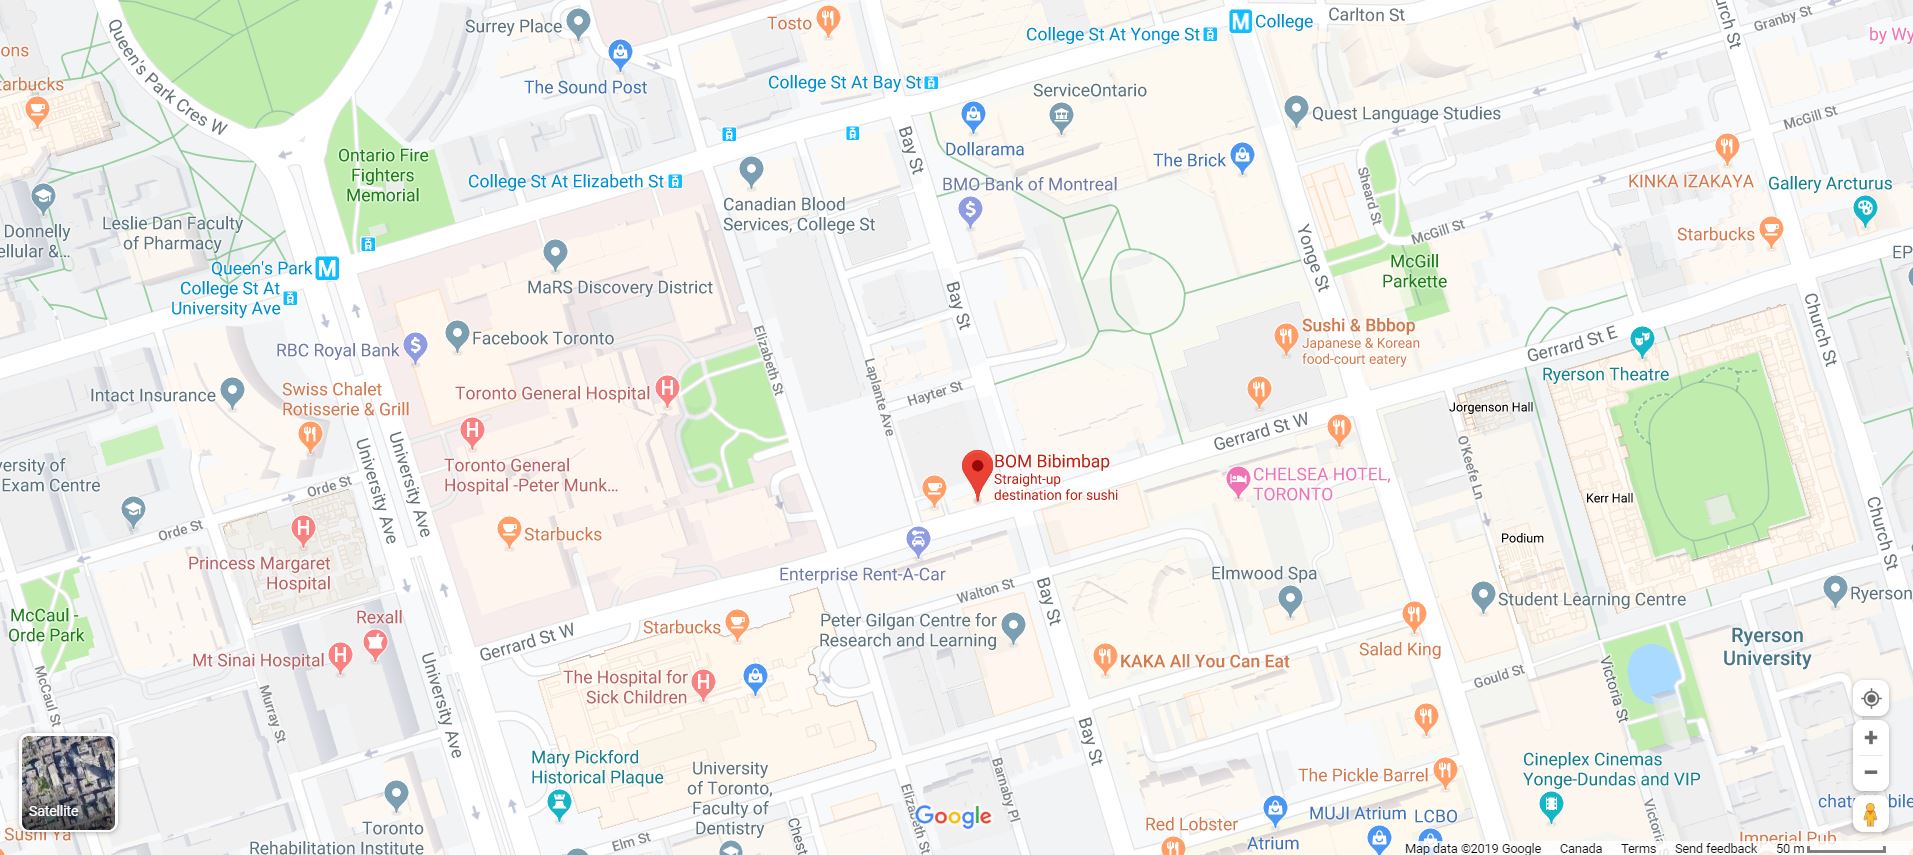 Surrey Place
Tosto
College St At Yonge St
College
Carlton St
Church St
Granby St
by Wy
ons
arbucks
Queen's Park Cres W
The Sound Post
College St At Bay St
ServiceOntario
Quest Language Studies
McGill St
Bay St
Dollarama
The Brick
Ontario Fire
Fighters
Memorial
College St At Elizabeth St
BMO Bank of Montreal
Sheard St
KINKA IZAKAYA
Gallery Arcturus
Donnelly
ellular &...
Leslie Dan Faculty
of Pharmacy
Canadian Blood
Services, College St
Yonge St
McGill St
Starbucks
EP
Queen's Park
College St At
University Ave
MaRS Discovery District
Bay St
McGill
Parkette
Church St
RBC Royal Bank
Facebook Toronto
Elizabeth St
Laplante Ave
Sushi & Bbbop
Japanese & Korean
food-court eatery
Gerrard St E
Ryerson Theatre
Intact Insurance
Swiss Chalet
Rotisserie & Grill
Toronto General Hospital
Hayter St
Jorgenson Hall
University Ave
University Ave
Gerrard St W
O'Keefe Ln
versity of
Exam Centre
Toronto General
Hospital -Peter Munk...
BOM Bibimbap
Straight-up
destination for sushi
CHELSEA HOTEL,
TORONTO
Kerr Hall
Orde St
Orde St
Starbucks
Podium
Church St
Princess Margaret
Hospital
Enterprise Rent-A-Car
Walton St
Bay St
Elmwood Spa
Student Learning Centre
Ryerson
McCaul -
Orde Park
Rexall
Starbucks
Peter Gilgan Centre for
Research and Learning
Gerrard St W
Salad King
Ryerson
University
Mt Sinai Hospital
University Ave
The Hospital for
Sick Children
KAKA All You Can Eat
Gould St
Victoria St
McCaul St
Murray St
Bay St
Mary Pickford
Historical Plaque
University
of Toronto,
Faculty of
Dentistry
Barnaby Pl
Elizabeth St
The Pickle Barrel
Cineplex Cinemas
Yonge-Dundas and VIP
Satellite
Google
MUJI Atrium
LCBO
Victoria
Sushi Ya
Toronto
Rehabilitation Institute
Elm St
Chest
Red Lobster
Atrium
Imperial Pub
Map data ©2019 Google
Canada
Terms
Send feedback
50 m